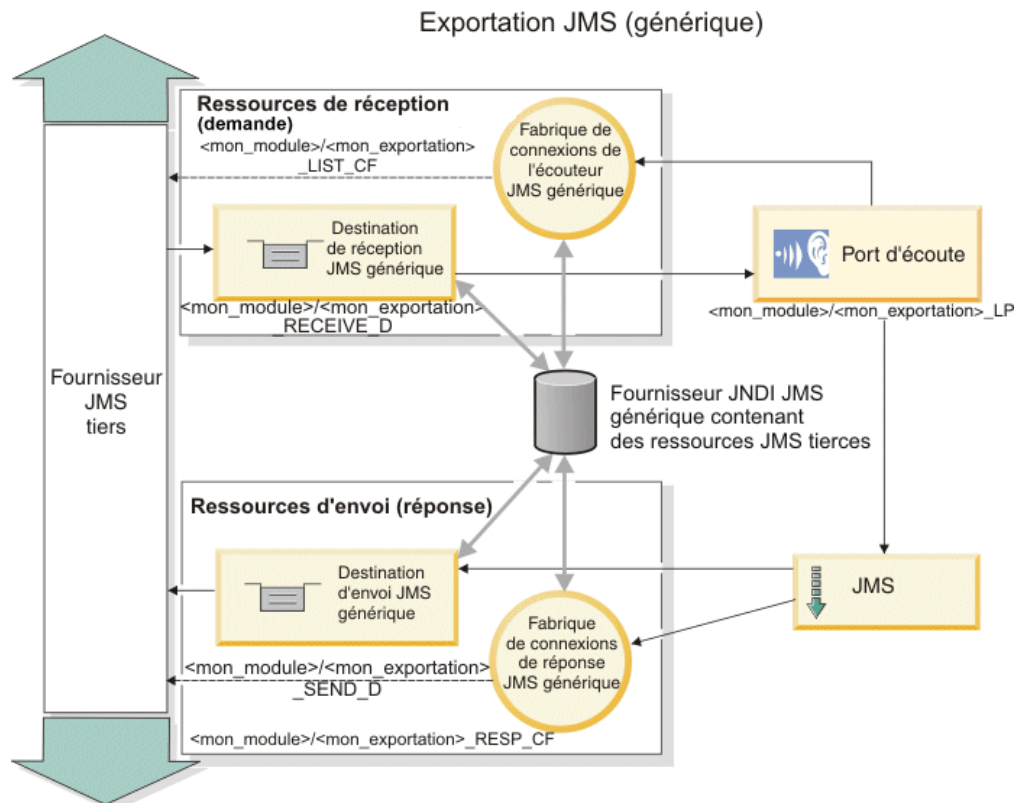 Exportation JMS (générique)
Ressources de réception
(demande)
<mon_module>/<mon_exportation>
_LIST_CF
Fabrique de
connexions de
l'écouteur
JMS générique
Destination
de réception
JMS générique
<mon_module>/<mon_exportation>
_RECEIVE_D
Port d'écoute
<mon_module>/<mon_exportation>_LP
Fournisseur
JMS
tiers
Fournisseur JNDI JMS
générique contenant
des ressources JMS tierces
Ressources d'envoi (réponse)
Destination
d'envoi JMS
générique
JMS
Fabrique
de connexions
de réponse
JMS générique
<mon_module>/<mon_exportation>
_SEND_D
<mon_module>/<mon_exportation>_RESP_CF